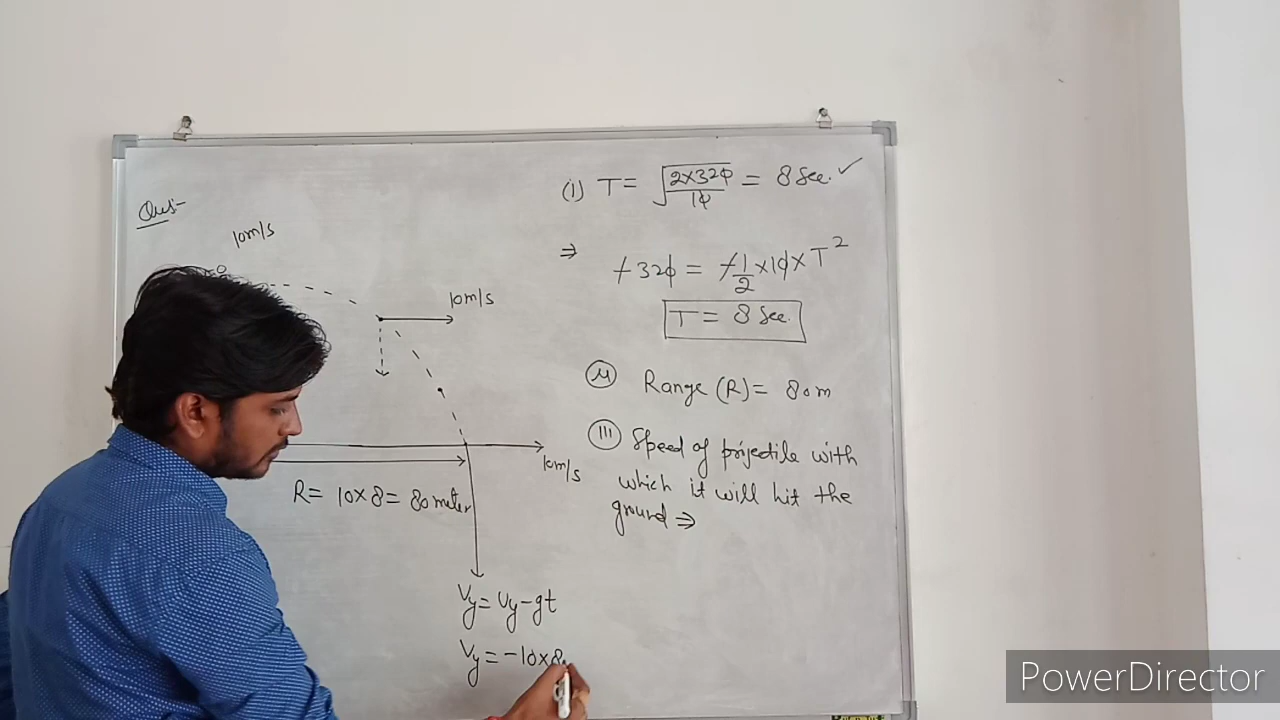 Ques:-
10m/s
10m/s
10m/s
R= 10×8= 80 meter
Vy= Uy-gt
Vy= -10×8
(i) T= √2×320/10 = 8 Sec. ✓
⇒ -320 = -1/2×10×T²
T= 8 Sec.
(ii) Range (R)= 80m
(III) Speed of projectile with
which it will hit the
ground ⇒
PowerDirector